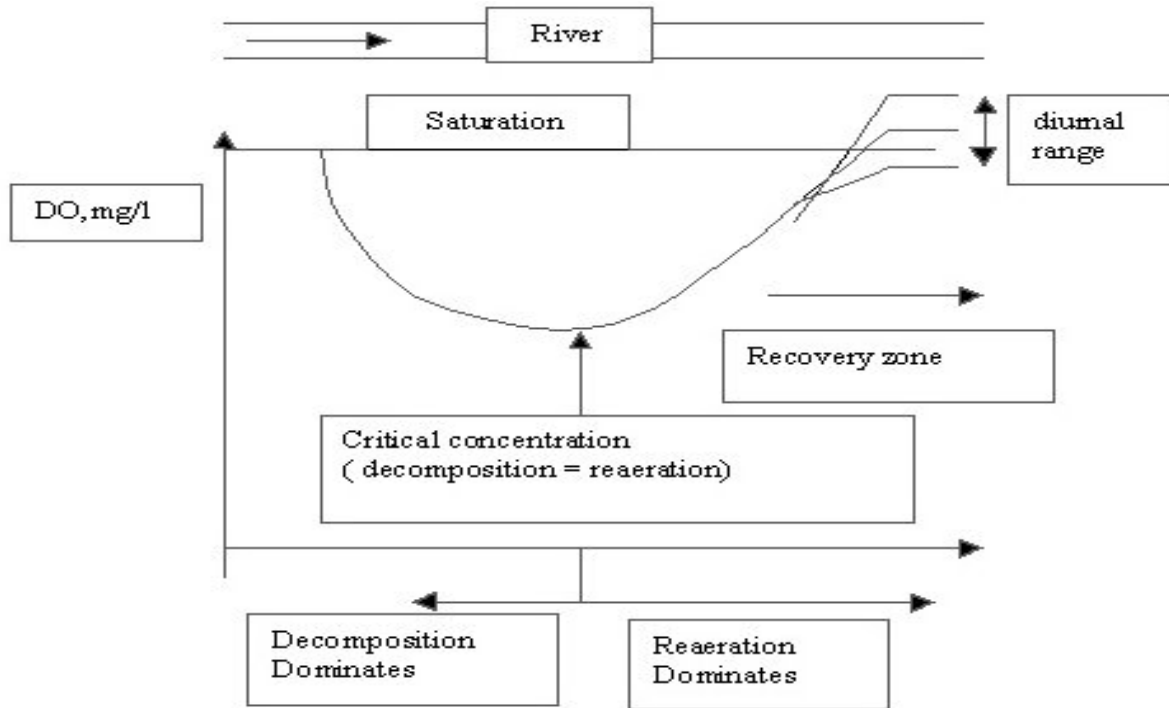 River
Saturation
diurnal
range
DO, mg/l
Recovery zone
Critical concentration
( decomposition = reaeration)
Decomposition
Dominates
Reaeration
Dominates